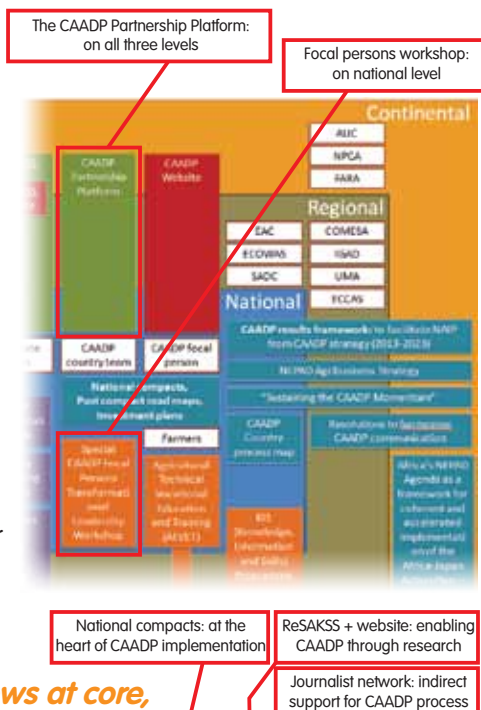 The CAADP Partnership Platform:
on all three levels
Focal persons workshop:
on national level
Continental
AUC
NPCA
FARA
CAADP
Partnership
Platform
CAADP
Website
Regional
EAC
COMESA
ECOWAS
IGAD
SADC
UMA
National
ECCAS
CAADP results framework to facilitate NAIP
from CAADP strategy (2013-2023)
CAADP
country team
CAADP focal
person
NEPAD Agribusiness Strategy
National compacts,
Post compact road maps,
Investment plans
"Sustaining the CAADP Momentum"
Farmers
CAADP
Country
process map
Resolutions to
CAADP communication
Special
CAADP focal
Persons
Transformati
onal
Leadership
Workshop
Agricultural
Technical
Vocational
Education
and Training
(ATVET)
Africa's NEPAD
Agenda as a
framework for
coherent and
accelerated
implementati
on of the
Africa-Japan
KIS
(Knowledge,
Information
and Skills)
r
National compacts: at the
heart of CAADP implementation
ReSAKSS + website: enabling
CAADP through research
Journalist network: indirect
support for CAADP process
ws at core,